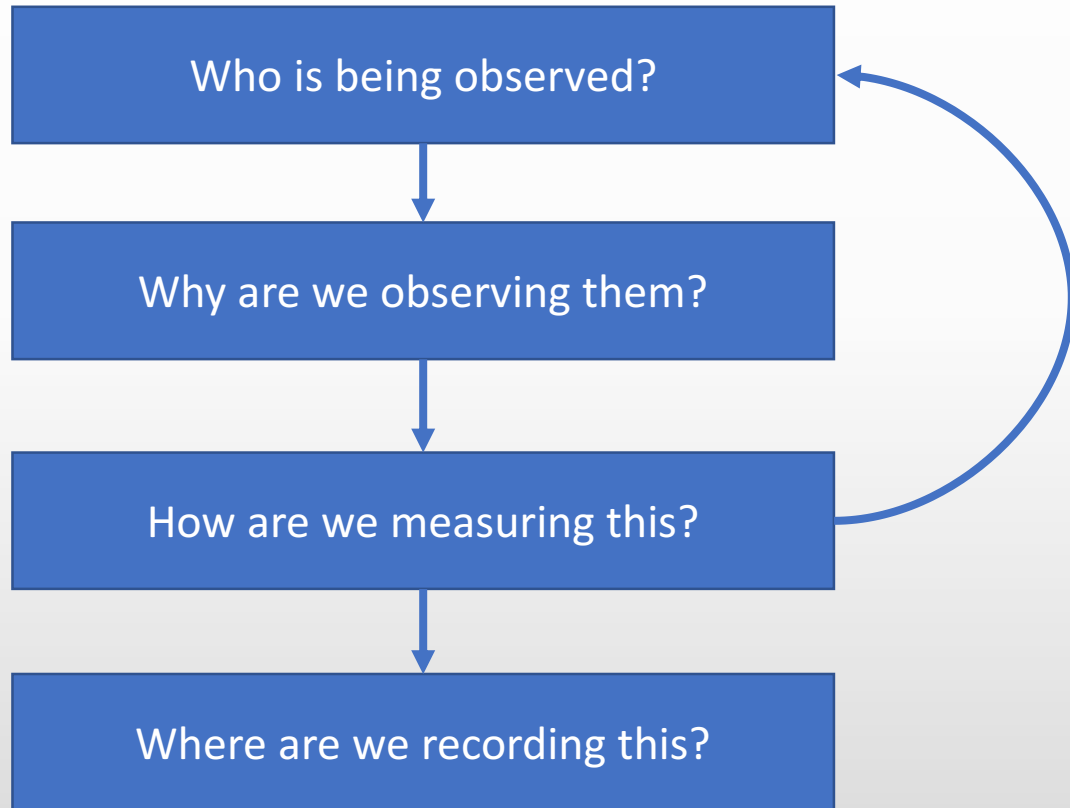 Who is being observed?
Why are we observing them?
How are we measuring this?
Where are we recording this?